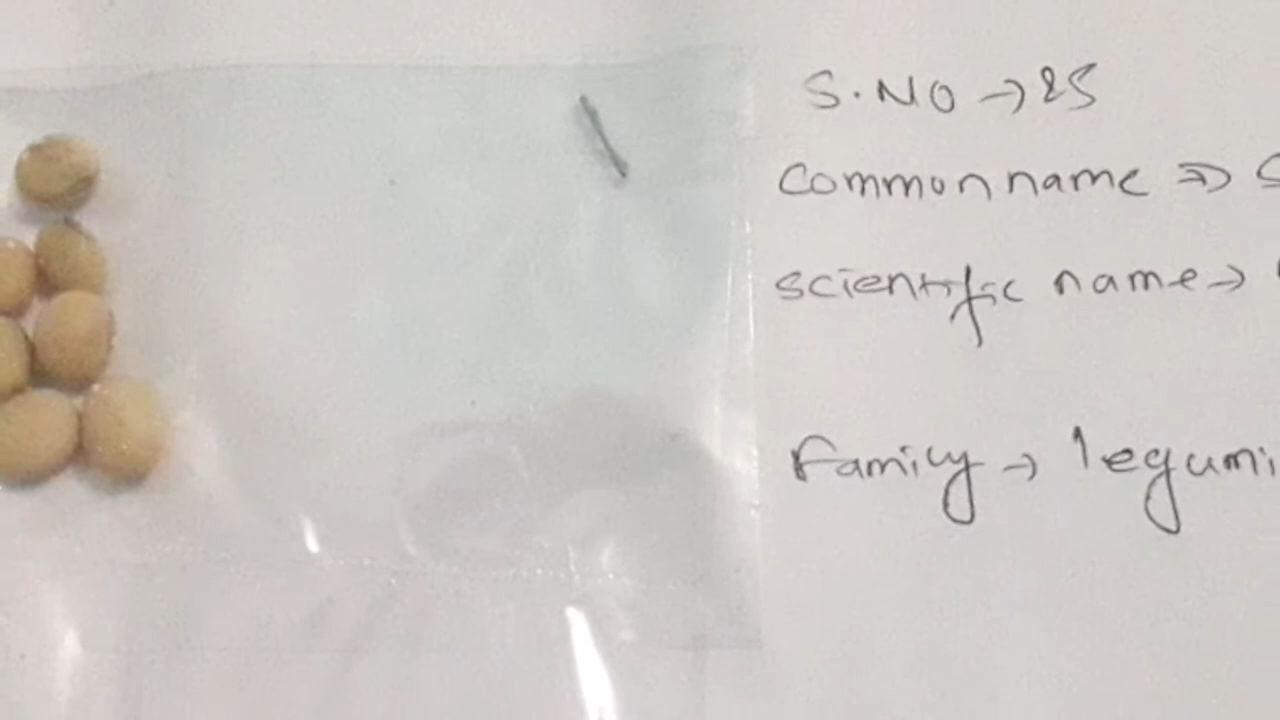 S.NO → 25
Common name ⇒ S
scientific name →
Family → legumi